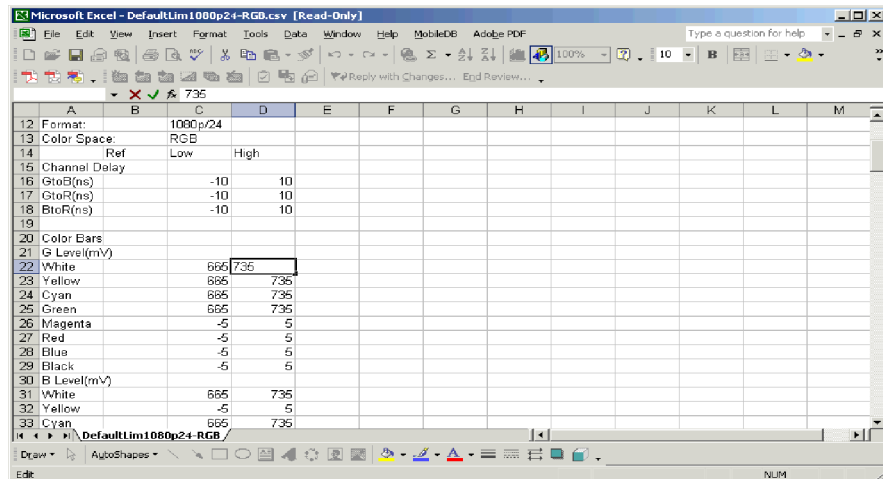 Microsoft Excel - DefaultLim1080p24-RGB.csv [Read-Only]
File Edit View Insert Format Tools Data Window Help MobileDB Adobe PDF Type a question for help
100% 10 B
Reply with Changes... End Review...
fx 735
A B C D E F G H I J K L M
12 Format: 1080p/24
13 Color Space: RGB
14 Ref Low High
15 Channel Delay
16 GtoB(ns) -10 10
17 GtoR(ns) -10 10
18 BtoR(ns) -10 10
19
20 Color Bars
21 G Level(mV)
22 White 665 735
23 Yellow 665 735
24 Cyan 665 735
25 Green 665 735
26 Magenta -5 5
27 Red -5 5
28 Blue -5 5
29 Black -5 5
30 B Level(mV)
31 White 665 735
32 Yellow -5 5
33 Cyan 665 735
DefaultLim1080p24-RGB
Draw AutoShapes
Edit NUM